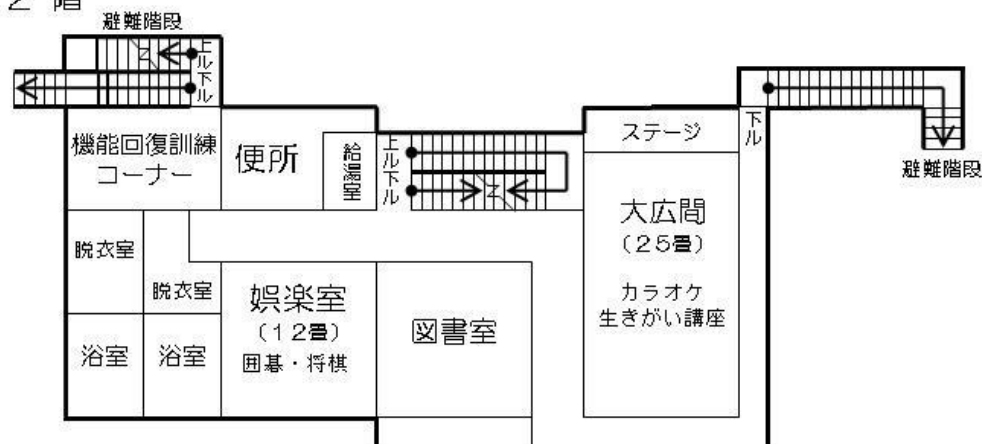 2 階
避難階段
上ル
下ル
機能回復訓練
コーナー
便所
給湯室
上ル
下ル
ステージ
下ル
避難階段
大広間
（25畳）
カラオケ
生きがい講座
脱衣室
脱衣室
浴室
浴室
娯楽室
（12畳）
囲碁・将棋
図書室